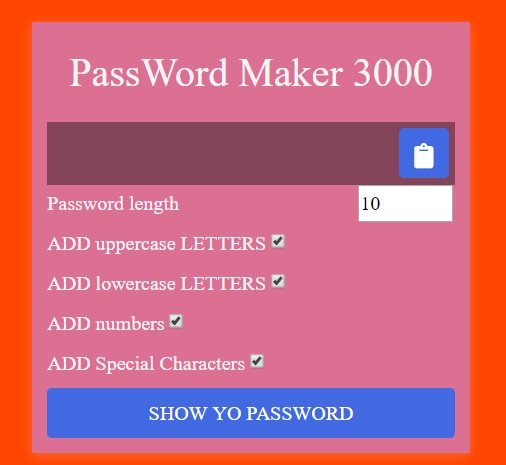 PassWord Maker 3000
Password length
10
ADD uppercase LETTERS
ADD lowercase LETTERS
ADD numbers
ADD Special Characters
SHOW YO PASSWORD